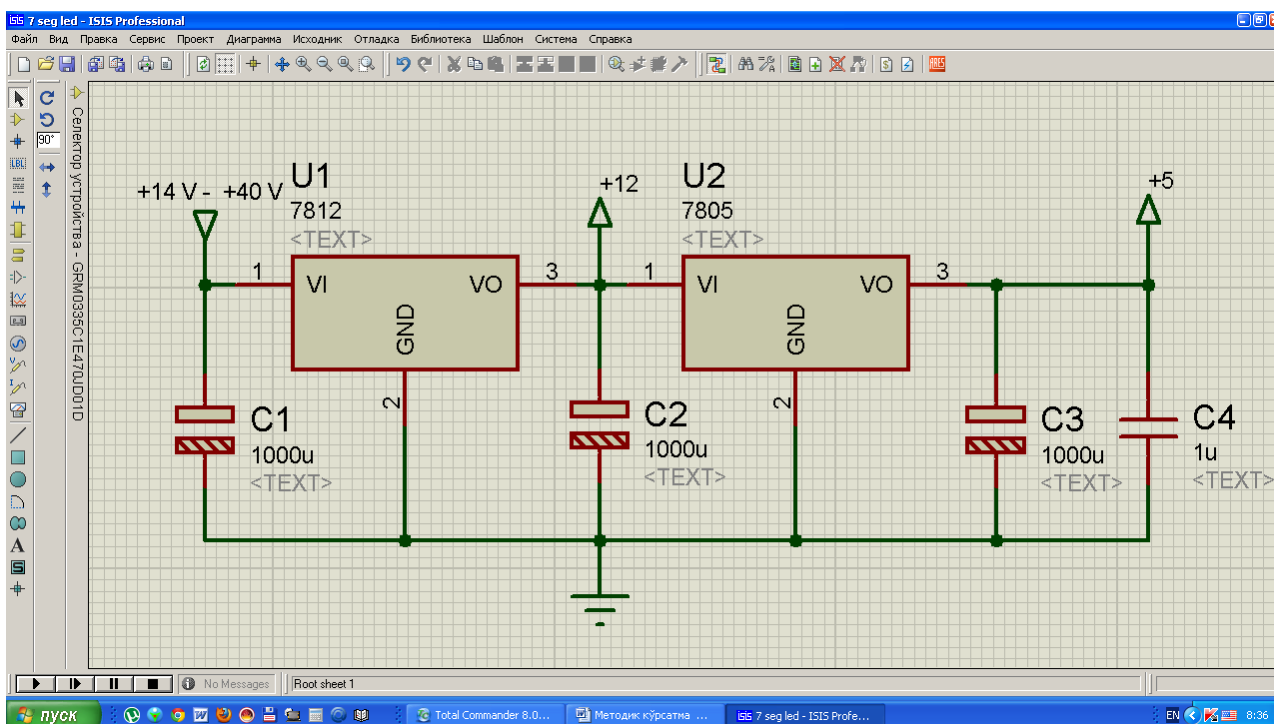 7 seg led - ISIS Professional
Файл Вид Правка Сервис Проект Диаграмма Исходник Отладка Библиотека Шаблон Система Справка
ARES
90°
LBL
Селектор устройства - GRM0335C1E470JD01D
+14 V - +40 V
U1
7812
<TEXT>
+12
U2
7805
<TEXT>
+5
1
VI
VO
GND
3
2
1
VI
VO
GND
3
2
C1
1000u
<TEXT>
C2
1000u
<TEXT>
C3
1000u
<TEXT>
C4
1u
<TEXT>
A
S
No Messages
Root sheet 1
пуск
Total Commander 8.0...
Методик кўрсатма ...
ISIS 7 seg led - ISIS Profe...
EN
8:36